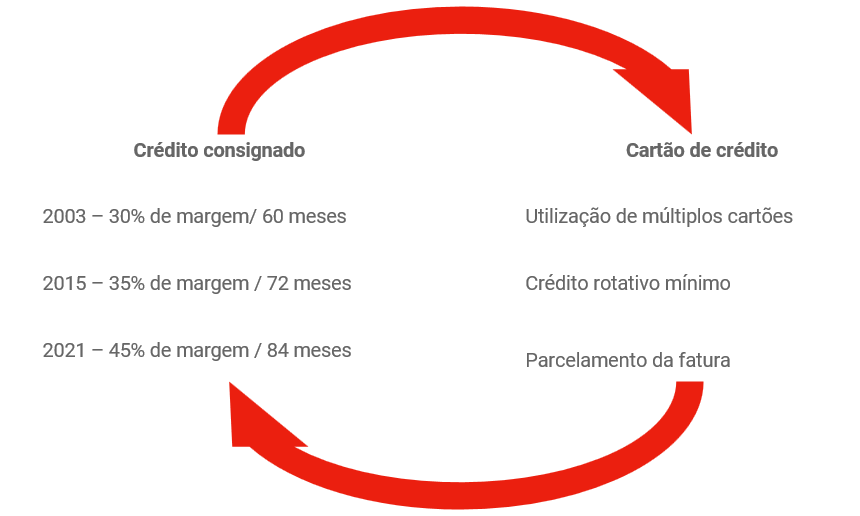 Crédito consignado
2003 – 30% de margem/ 60 meses
2015 – 35% de margem / 72 meses
2021 – 45% de margem / 84 meses
Cartão de crédito
Utilização de múltiplos cartões
Crédito rotativo mínimo
Parcelamento da fatura